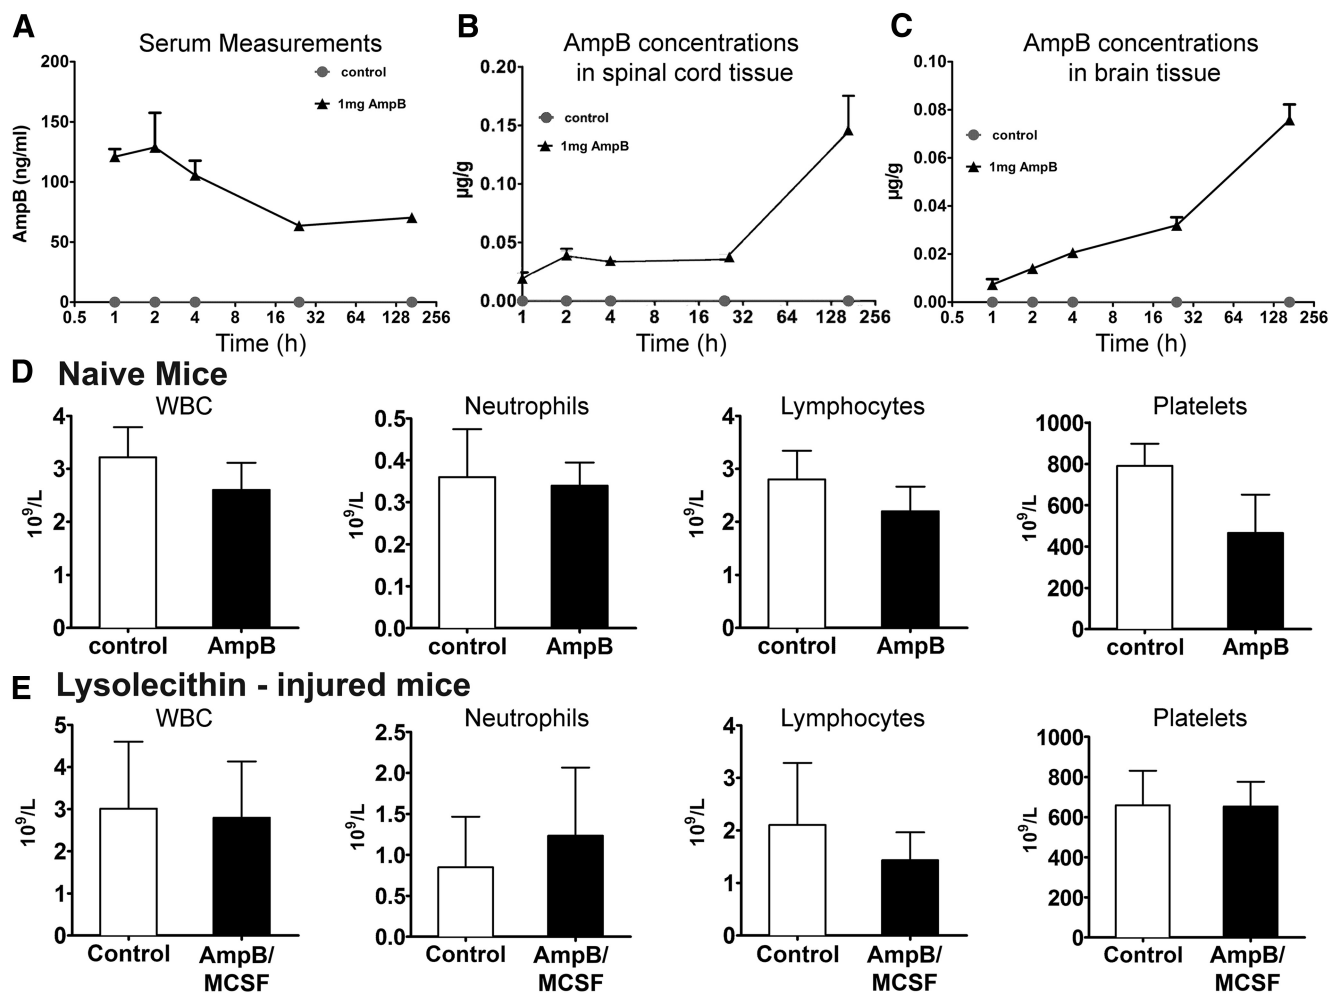 A
Serum Measurements
control
1mg AmpB
AmpB (ng/ml)
200
150
100
50
0
0.5 1 2 4 8 16 32 64 128 256
Time (h)
B
AmpB concentrations
in spinal cord tissue
control
1mg AmpB
µg/g
0.20
0.15
0.10
0.05
0.00
1 2 4 8 16 32 64 128 256
Time (h)
C
AmpB concentrations
in brain tissue
control
1mg AmpB
µg/g
0.10
0.08
0.06
0.04
0.02
0.00
0.5 1 2 4 8 16 32 64 128 256
Time (h)
D Naive Mice
WBC
10⁹/L
4
3
2
1
0
control AmpB
Neutrophils
10⁹/L
0.5
0.4
0.3
0.2
0.1
0.0
control AmpB
Lymphocytes
10⁹/L
4
3
2
1
0
control AmpB
Platelets
10⁹/L
1000
800
600
400
200
0
control AmpB
E Lysolecithin - injured mice
WBC
10⁹/L
5
4
3
2
1
0
Control AmpB/
MCSF
Neutrophils
10⁹/L
2.5
2.0
1.5
1.0
0.5
0.0
Control AmpB/
MCSF
Lymphocytes
10⁹/L
4
3
2
1
0
Control AmpB/
MCSF
Platelets
10⁹/L
1000
800
600
400
200
0
Control AmpB/
MCSF